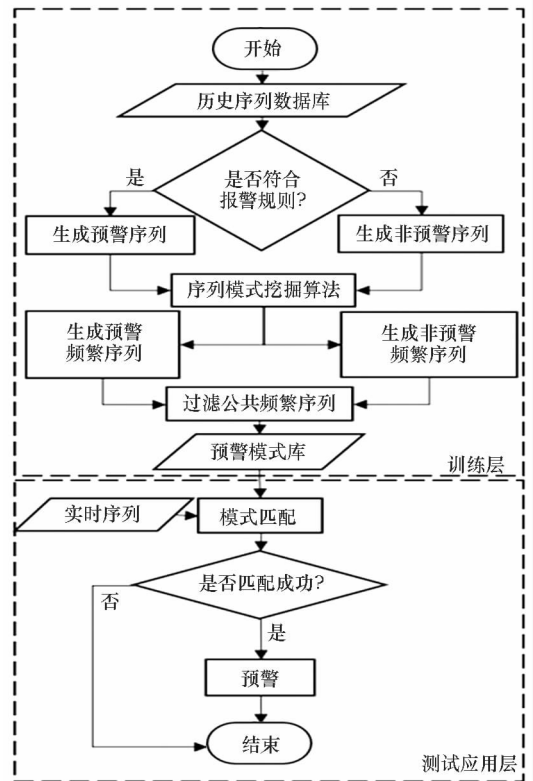 开始
历史序列数据库
是否符合
报警规则?
是
否
生成预警序列
生成非预警序列
序列模式挖掘算法
生成预警
频繁序列
生成非预警
频繁序列
过滤公共频繁序列
预警模式库
训练层
实时序列
模式匹配
是否匹配成功?
否
是
预警
结束
测试应用层